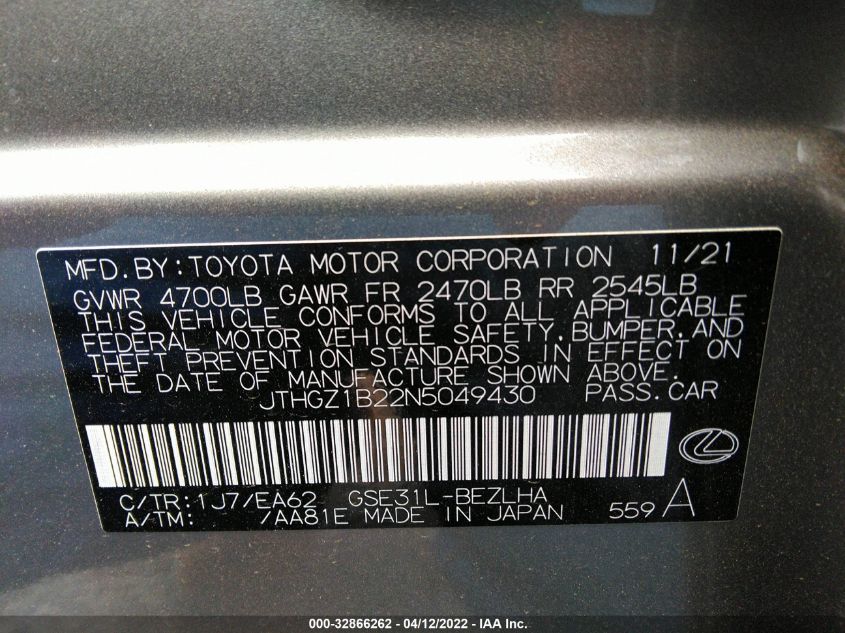 MFD.BY:TOYOTA MOTOR CORPORATION 11/21
GVWR 4700LB GAWR FR 2470LB RR 2545LB
THIS VEHICLE CONFORMS TO ALL APPLICABLE
FEDERAL MOTOR VEHICLE SAFETY,BUMPER,AND
THEFT PREVENTION STANDARDS IN EFFECT ON
THE DATE OF MANUFACTURE SHOWN ABOVE.
JTHGZ1B22N5049430 PASS.CAR
C/TR:1J7/EA62 GSE31L-BEZLHA
A/TM: /AA81E MADE IN JAPAN 559 A
000-32866262 - 04/12/2022 - IAA Inc.